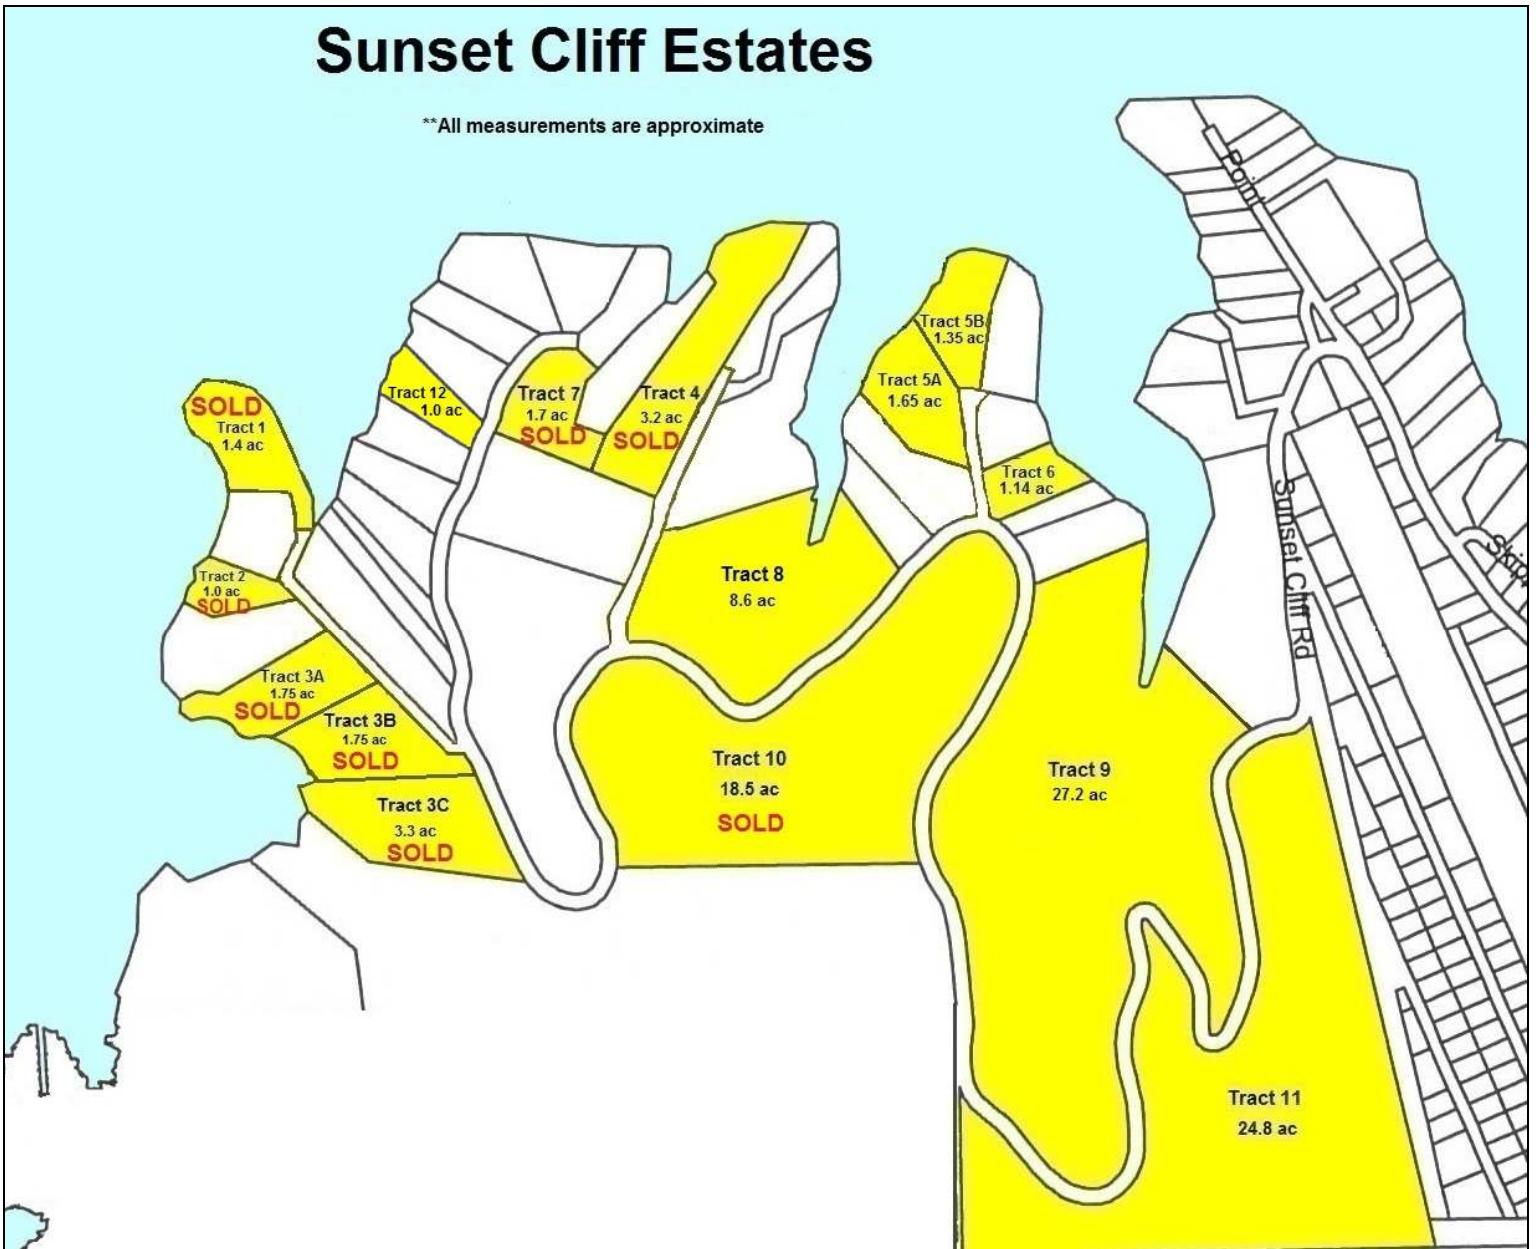 Sunset Cliff Estates
**All measurements are approximate
Point
Tract 5B
1.35 ac
Tract 5A
1.65 ac
Tract 12
1.0 ac
Tract 7
1.7 ac
SOLD
Tract 4
3.2 ac
SOLD
SOLD
Tract 1
1.4 ac
Tract 6
1.14 ac
Sunset Cliff Rd
Tract 2
1.0 ac
SOLD
Tract 8
8.6 ac
Tract 3A
1.75 ac
SOLD
Tract 3B
1.75 ac
SOLD
Tract 10
18.5 ac
SOLD
Tract 9
27.2 ac
Tract 3C
3.3 ac
SOLD
Tract 11
24.8 ac